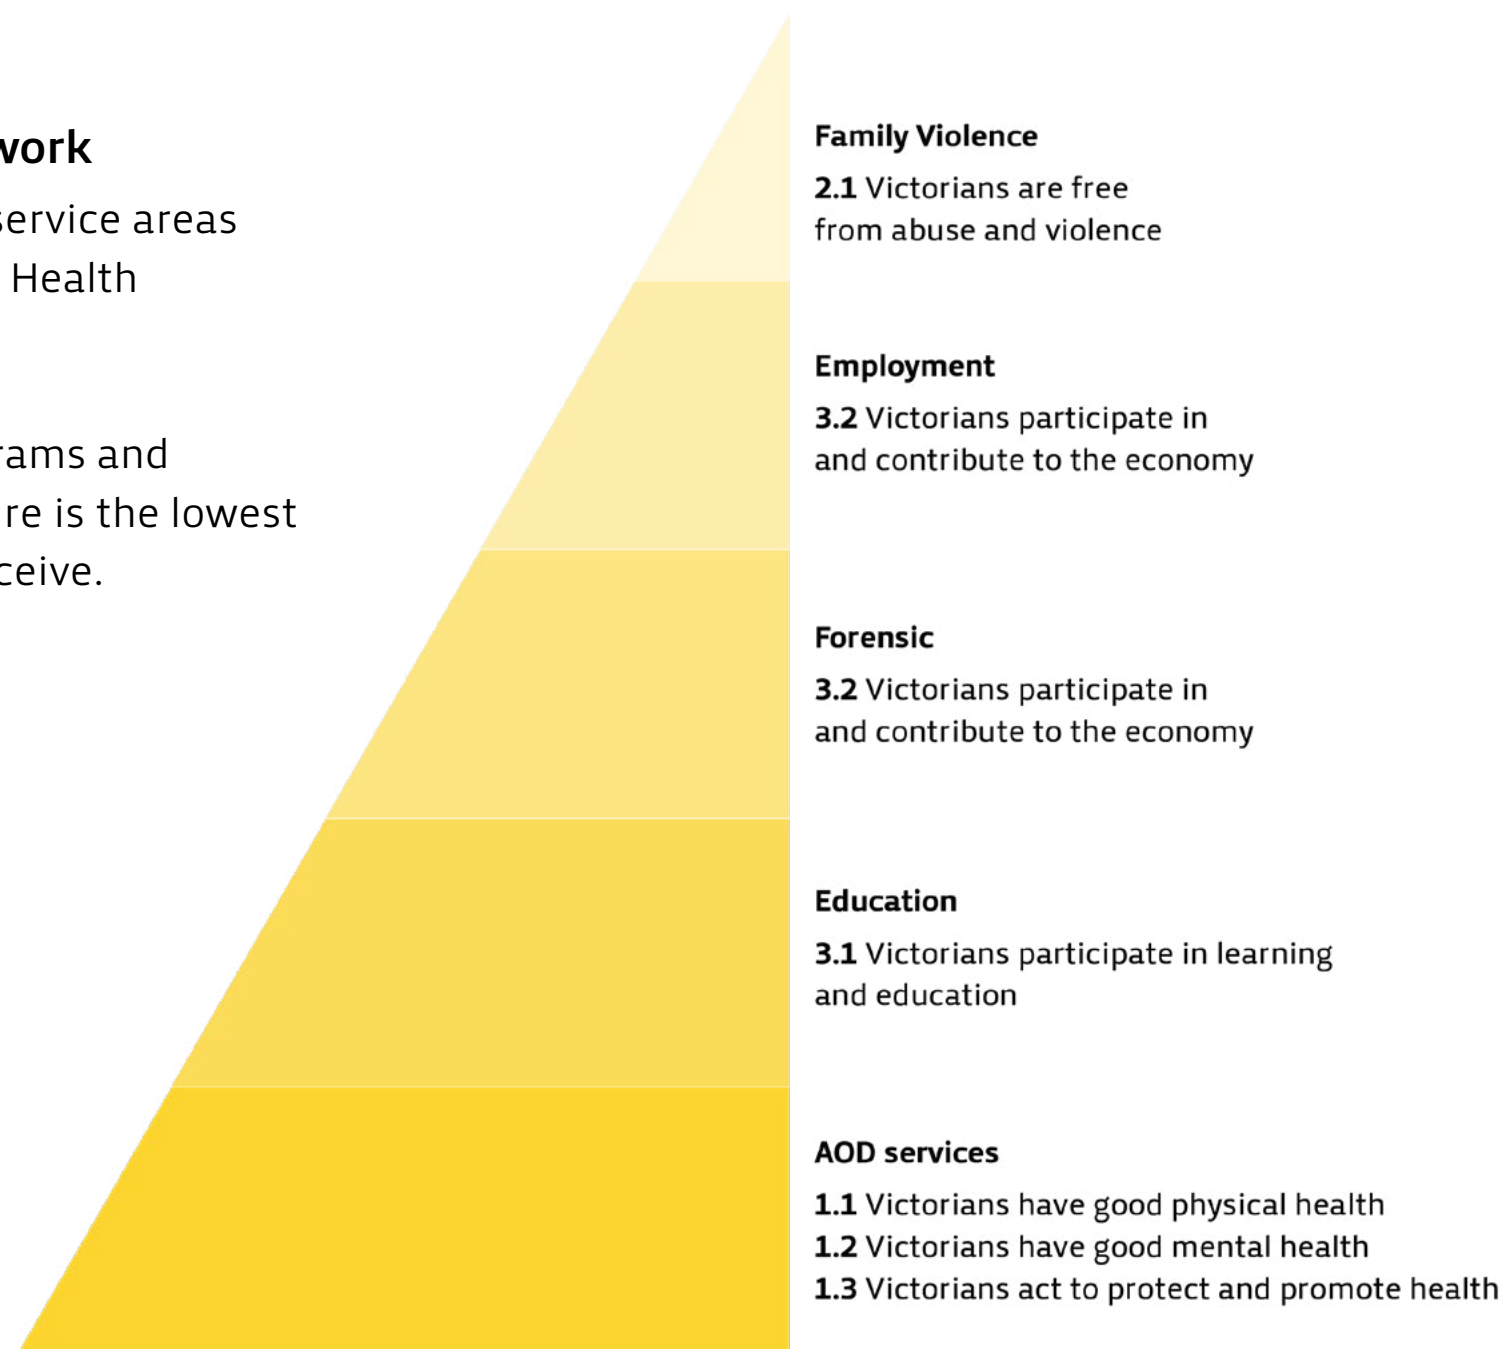 work
service areas
Health
rams and
re is the lowest
ceive.
Family Violence
2.1 Victorians are free
from abuse and violence
Employment
3.2 Victorians participate in
and contribute to the economy
Forensic
3.2 Victorians participate in
and contribute to the economy
Education
3.1 Victorians participate in learning
and education
AOD services
1.1 Victorians have good physical health
1.2 Victorians have good mental health
1.3 Victorians act to protect and promote health